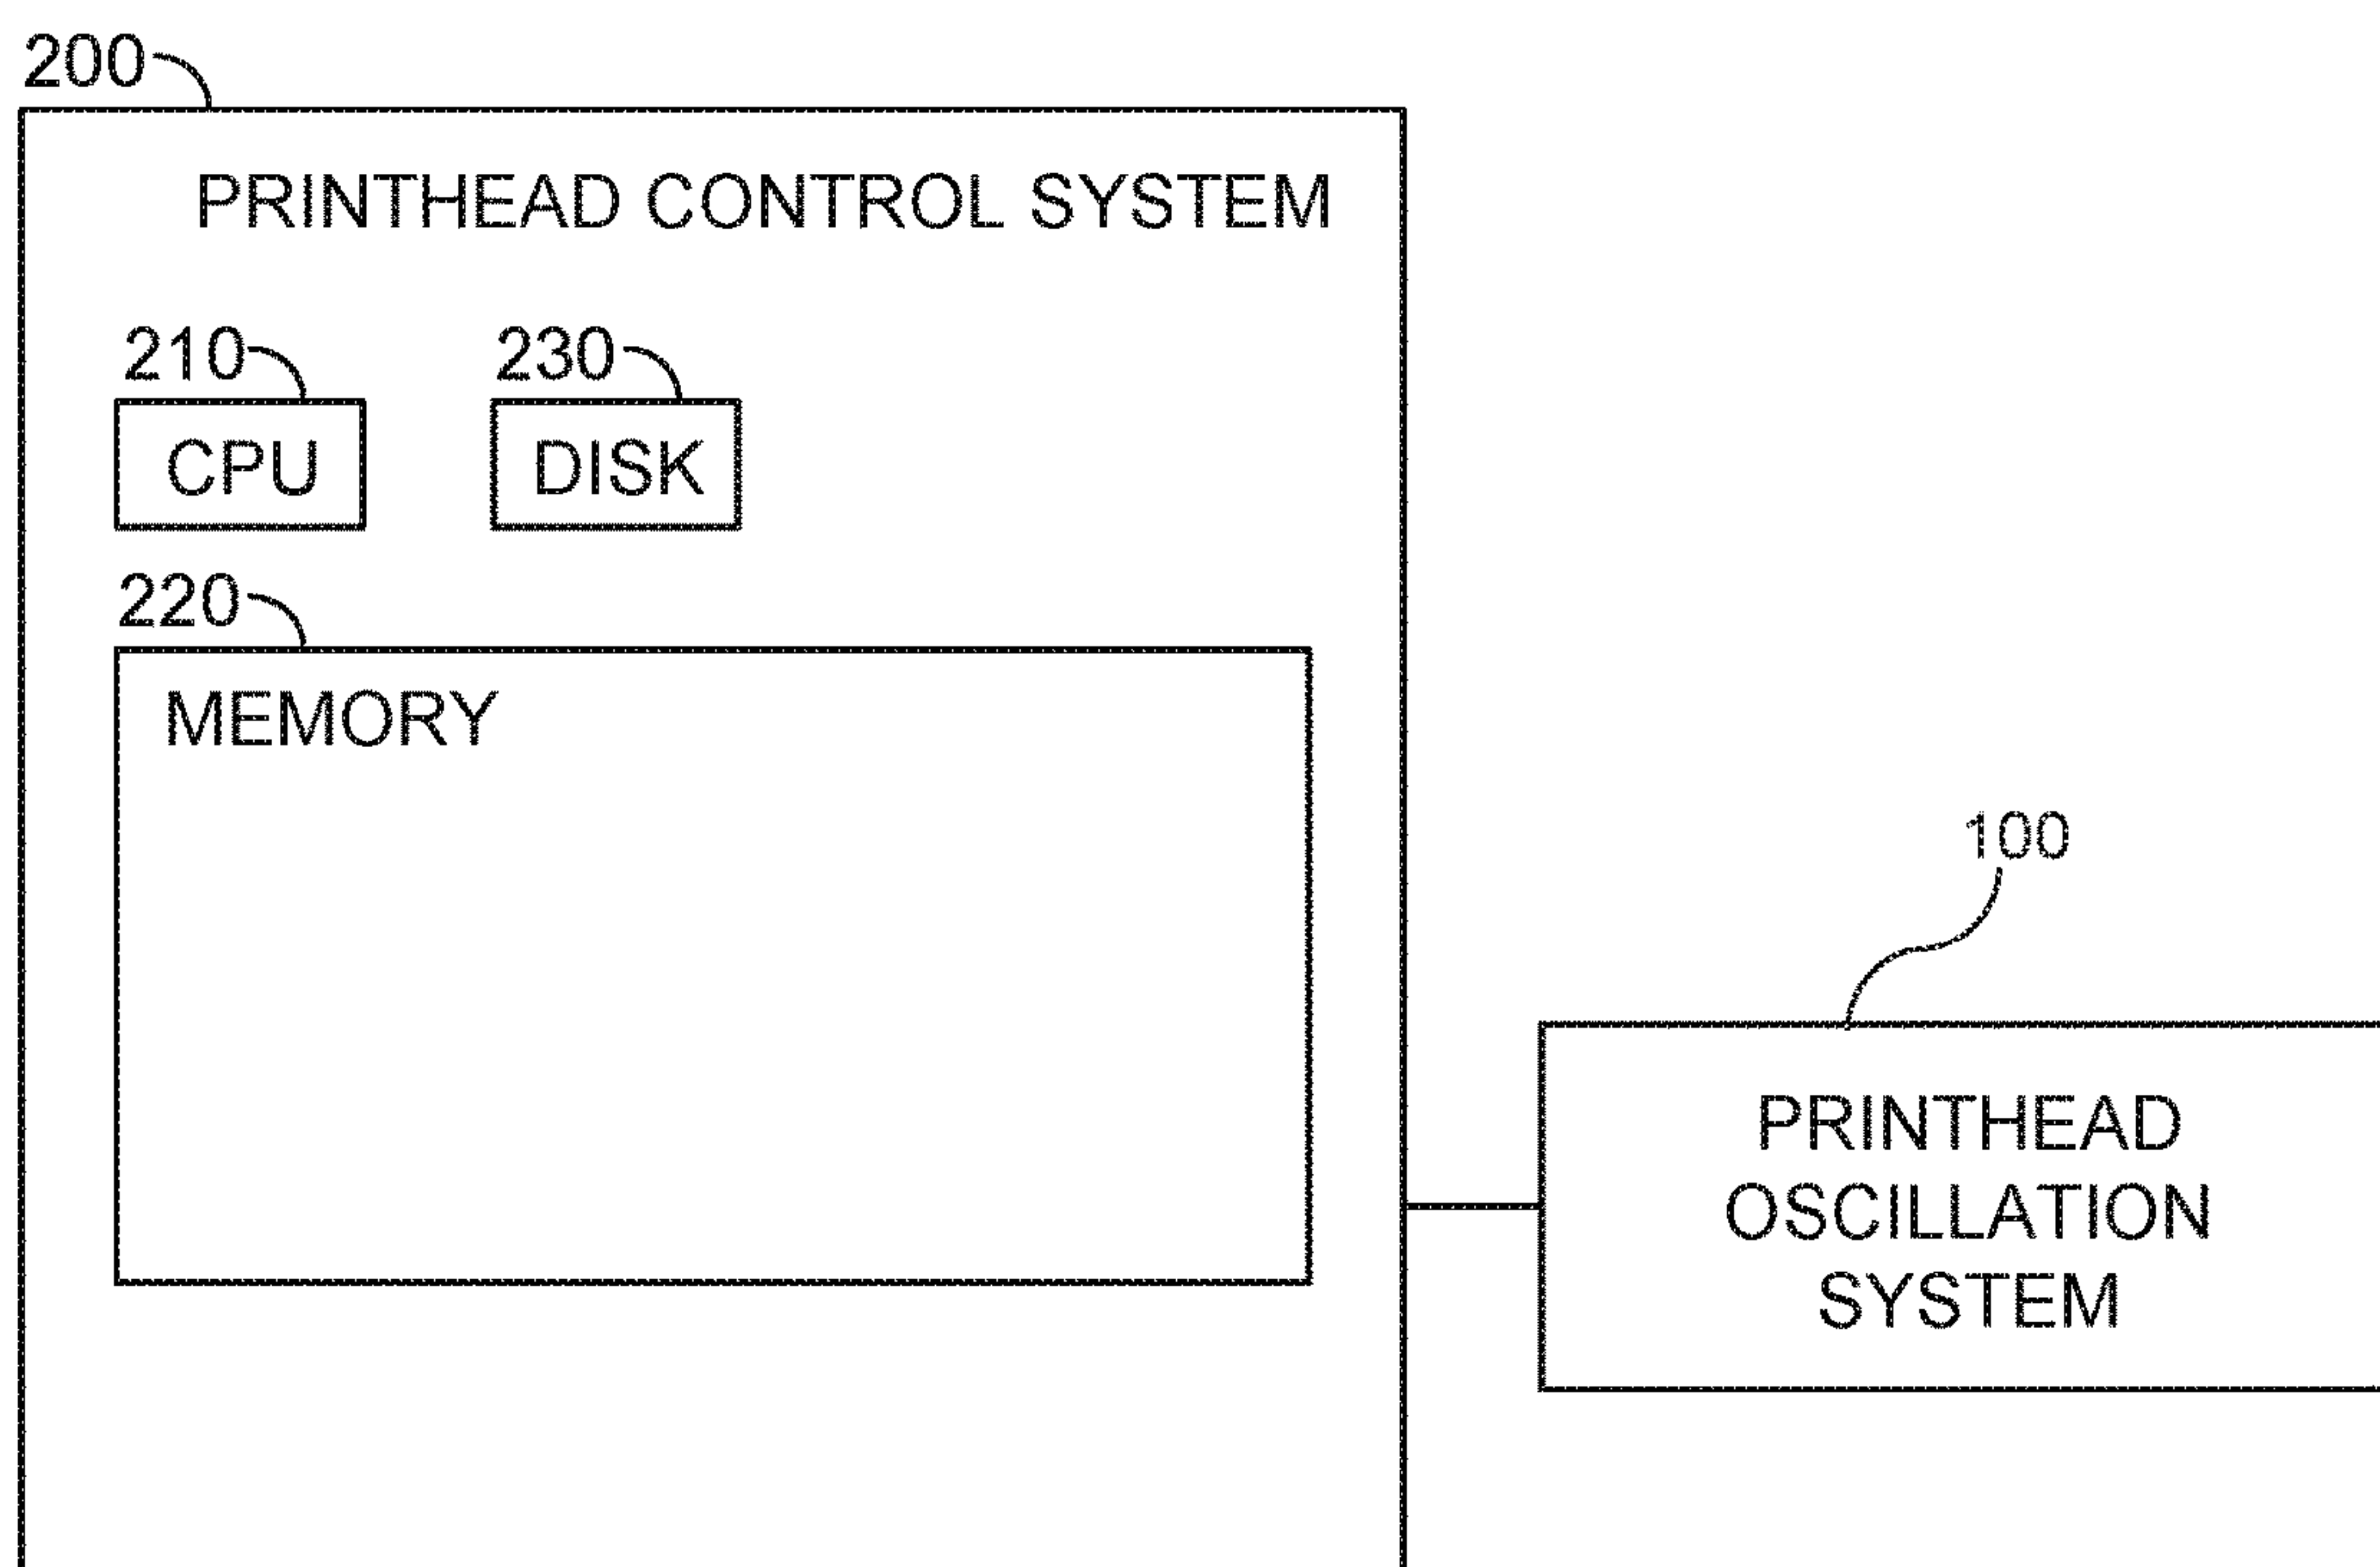 200
PRINTHEAD CONTROL SYSTEM
210
230
CPU
DISK
220
MEMORY
100
PRINTHEAD
OSCILLATION
SYSTEM